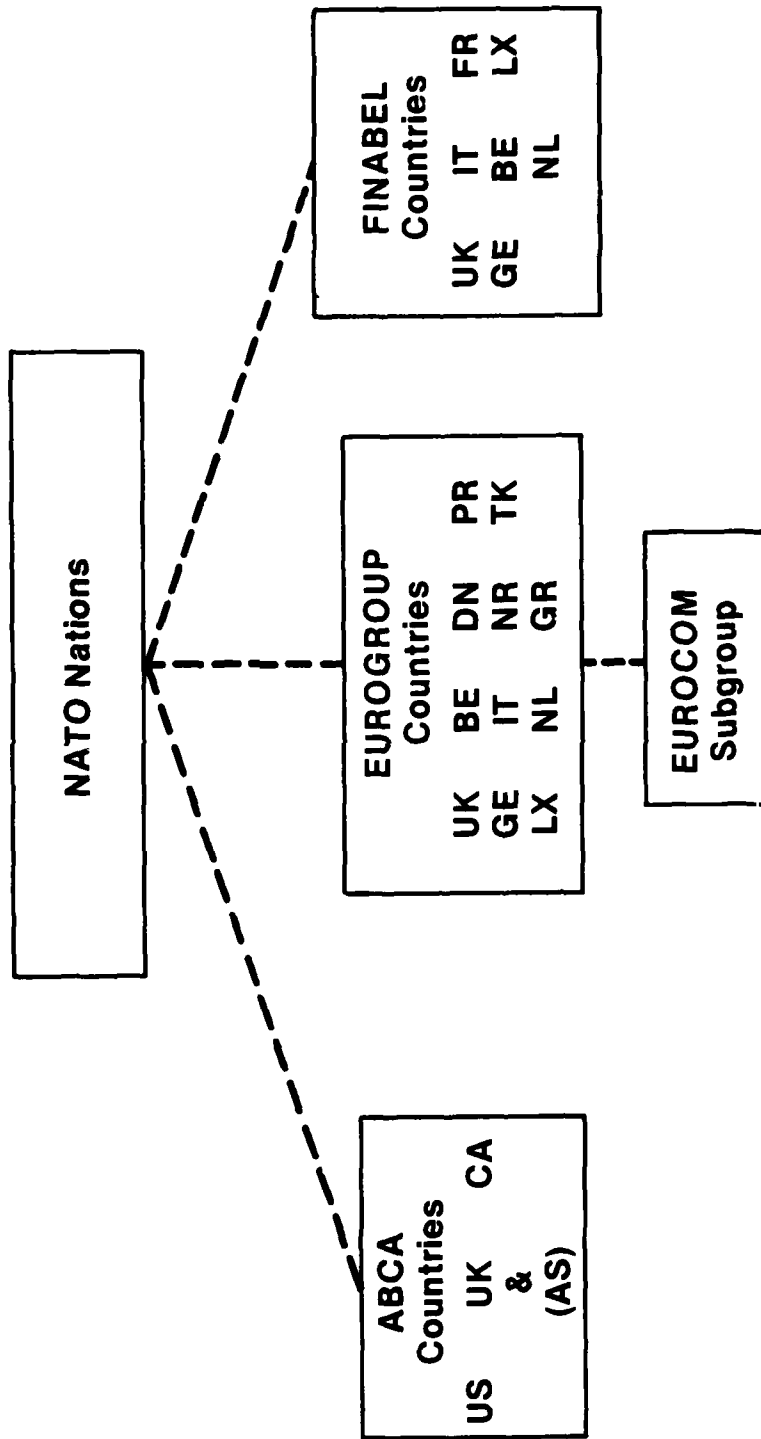 NATO Nations
ABCA
Countries
US UK CA
&
(AS)
EUROGROUP
Countries
UK BE DN PR
GE IT NR TK
LX NL GR
EUROCOM
Subgroup
FINABEL
Countries
UK IT FR
GE BE LX
NL